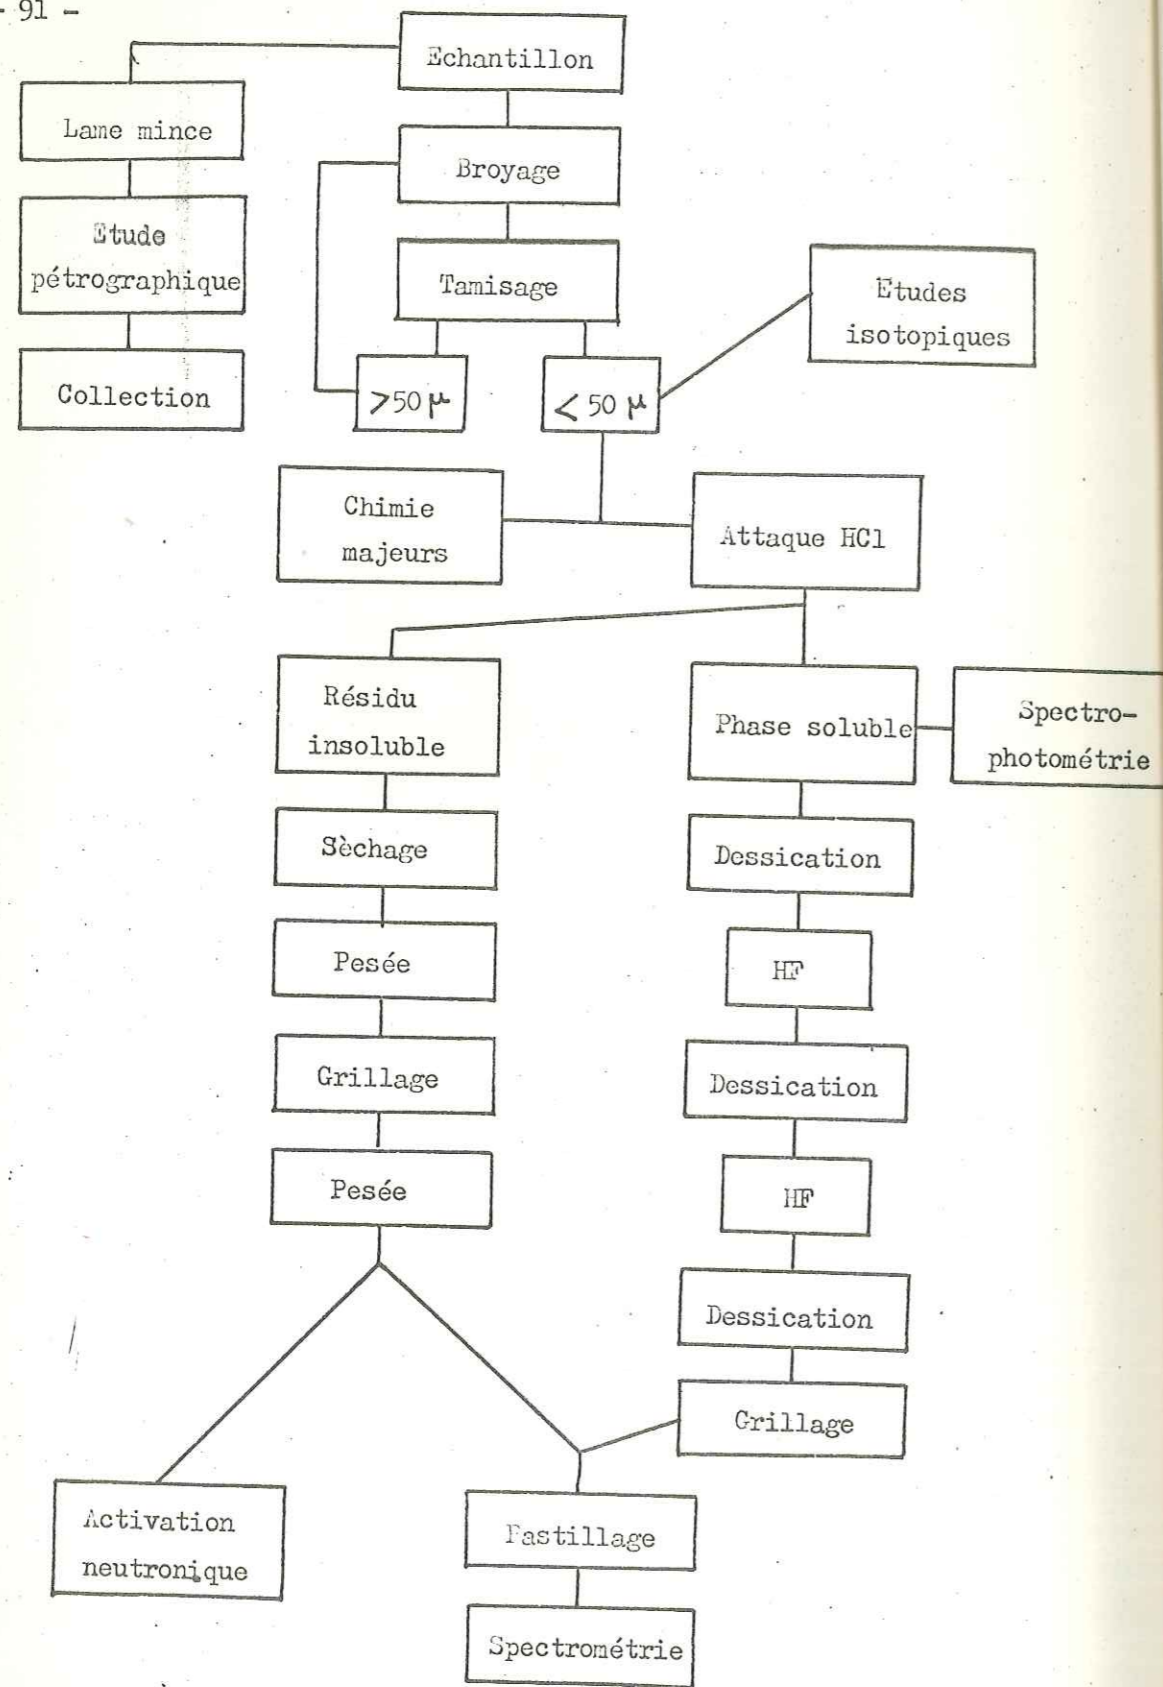 - 91 -
Echantillon
Lame mince
Broyage
Etude
pétrographique
Tamisage
Etudes
isotopiques
Collection
>50 μ
< 50 μ
Chimie
majeurs
Attaque HCl
Résidu
insoluble
Phase soluble
Spectro-
photométrie
Sèchage
Dessication
Pesée
HF
Grillage
Dessication
Pesée
HF
Dessication
Grillage
Activation
neutronique
Pastillage
Spectrométrie